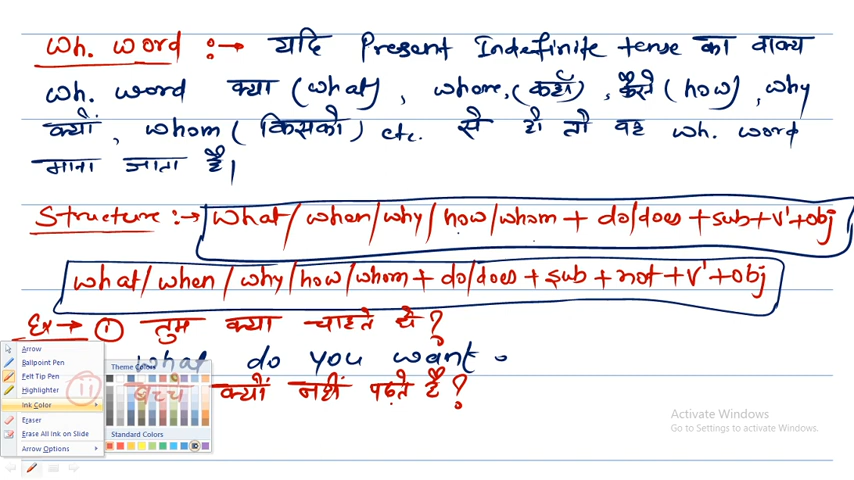 wh. word :→ यदि Present Indefinite tense का वाक्य
wh. word क्या (what), where, (कहाँ), कैसे (how), why
क्यों, whom (किसको) etc. से हो तो वह wh. word
माना जाता है।
Structure :→ what/when/why/how/whom + do/does + sub+v'+obj
what/when/why/how/whom + do/does + sub + not + v' + obj
Ex → ① तुम क्या चाहते हो?
what do you want.
ii बच्चे क्यों नहीं पढ़ते हैं?
Arrow
Ballpoint Pen
Felt Tip Pen
Highlighter
Ink Color
Eraser
Erase All Ink on Slide
Arrow Options
Theme Colors
Standard Colors
Activate Windows
Go to Settings to activate Windows.